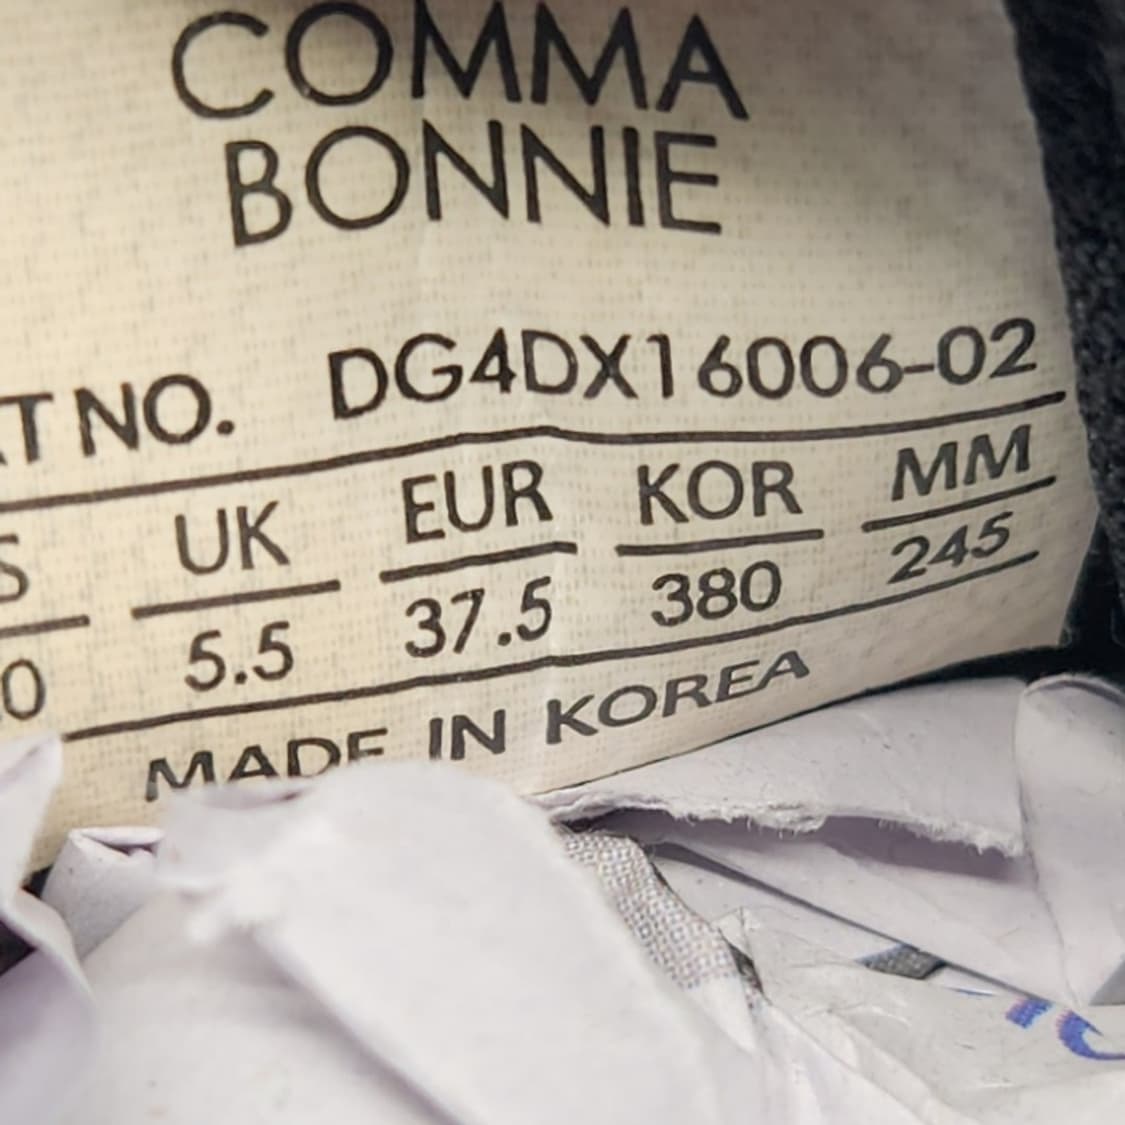 COMMA
BONNIE
T NO. DG4DX16006-02
S UK EUR KOR MM
.0 5.5 37.5 380 245
MADE IN KOREA